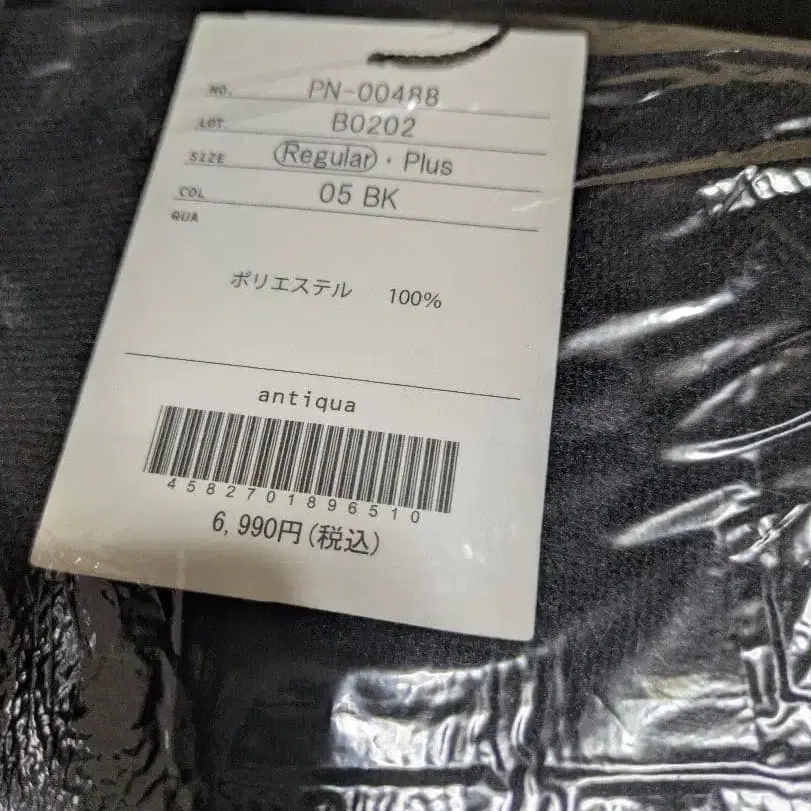 NO. PN-00488
LOT. B0202
SIZE Regular・Plus
COL 05 BK
QUA
ポリエステル 100%
antiqua
4582701896510
6,990円(税込)